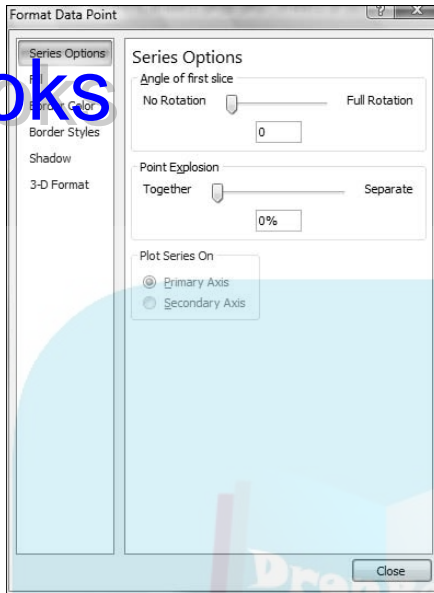 Format Data Point
Series Options
Border Color
Border Styles
Shadow
3-D Format
Series Options
Angle of first slice
No Rotation Full Rotation
0
Point Explosion
Together Separate
0%
Plot Series On
Primary Axis
Secondary Axis
Close
oks